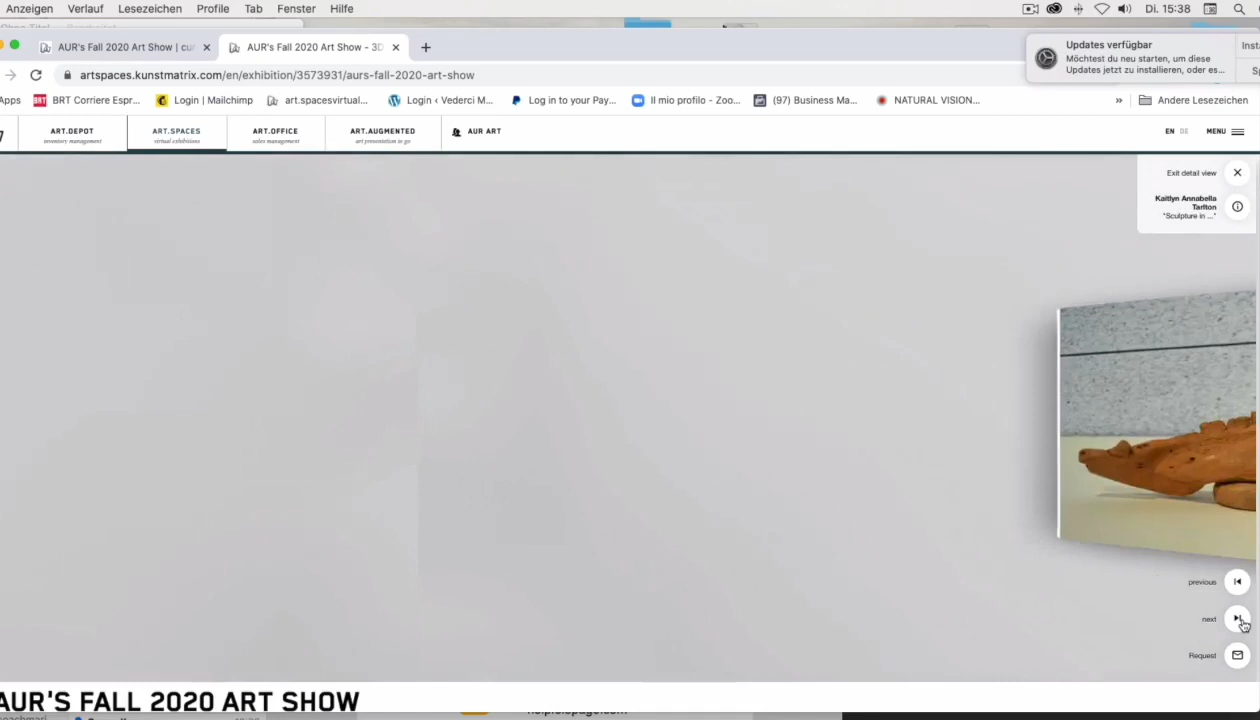 Anzeigen Verlauf Lesezeichen Profile Tab Fenster Hilfe Di. 15:38
AUR's Fall 2020 Art Show | cur AUR's Fall 2020 Art Show - 3D
Updates verfügbar
Möchtest du neu starten, um diese
Updates jetzt zu installieren, oder es...
Inst
artspaces.kunstmatrix.com/en/exhibition/3573931/aurs-fall-2020-art-show
Apps BRT Corriere Espr... Login | Mailchimp art.spacesvirtual... Login ‹ Vederci M... Log in to your Pay... Il mio profilo - Zoo... (97) Business Ma... NATURAL VISION... » Andere Lesezeichen
ART.DEPOT ART.SPACES ART.OFFICE ART.AUGMENTED AUR ART EN DE MENU
inventory management virtual exhibitions sales management art presentation to go
Exit detail view
Kaitlyn Annabella
Tarlton
"Sculpture in ..."
previous
next
Request
AUR'S FALL 2020 ART SHOW